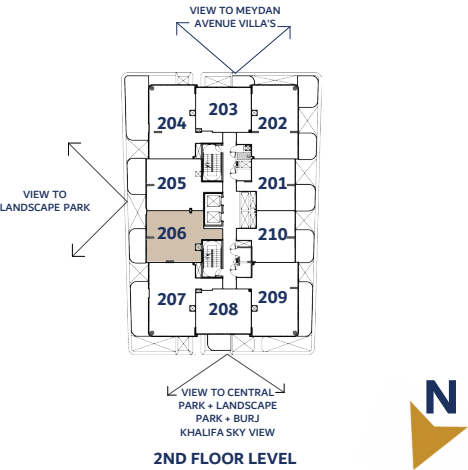 VIEW TO MEYDAN
AVENUE VILLA'S
203
204
202
205
201
VIEW TO
LANDSCAPE PARK
206
210
207
209
208
VIEW TO CENTRAL
PARK + LANDSCAPE
PARK + BURJ
KHALIFA SKY VIEW
N
2ND FLOOR LEVEL